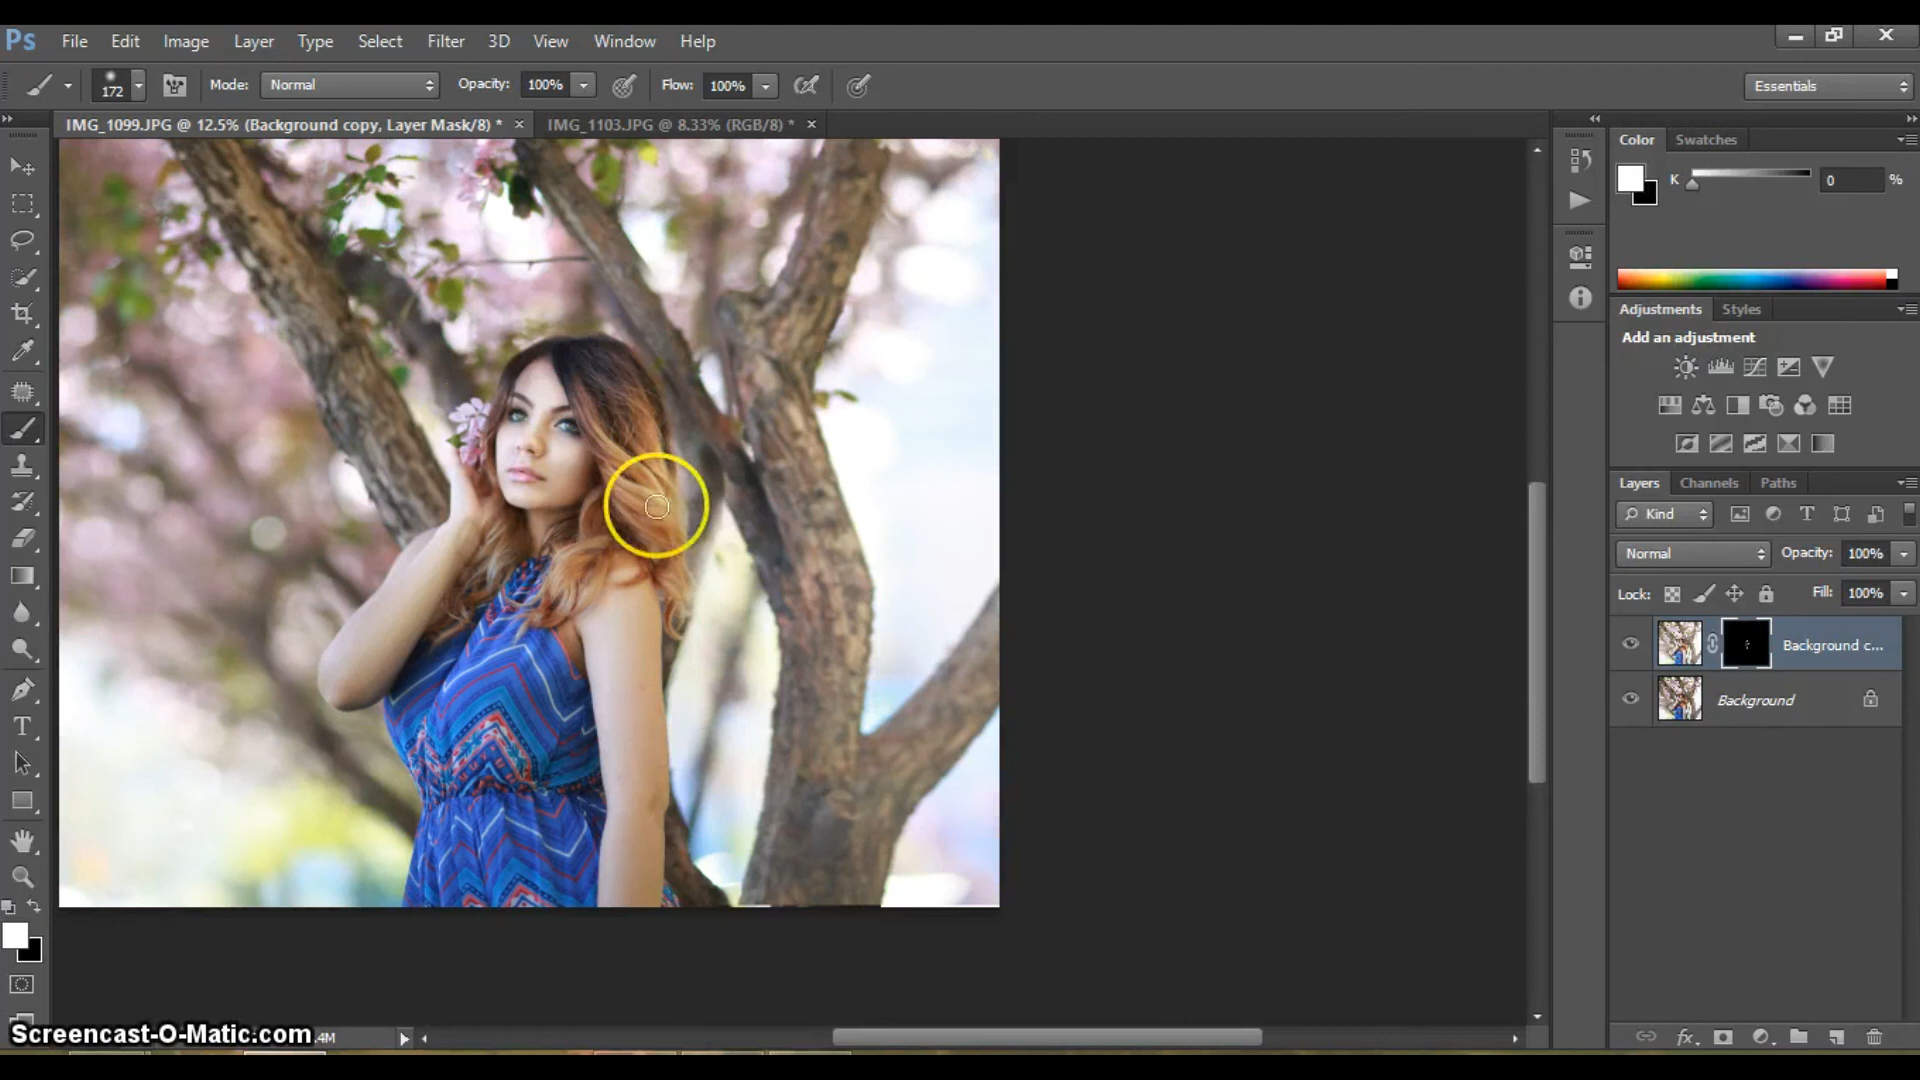 Ps File Edit Image Layer Type Select Filter 3D View Window Help
172 Mode: Normal Opacity: 100% Flow: 100% Essentials
IMG_1099.JPG @ 12.5% (Background copy, Layer Mask/8) * × IMG_1103.JPG @ 8.33% (RGB/8) * ×
Color Swatches
K 0 %
Adjustments Styles
Add an adjustment
Layers Channels Paths
Kind
Normal Opacity: 100%
Lock: Fill: 100%
Background c...
Background
Screencast-O-Matic.com .4M